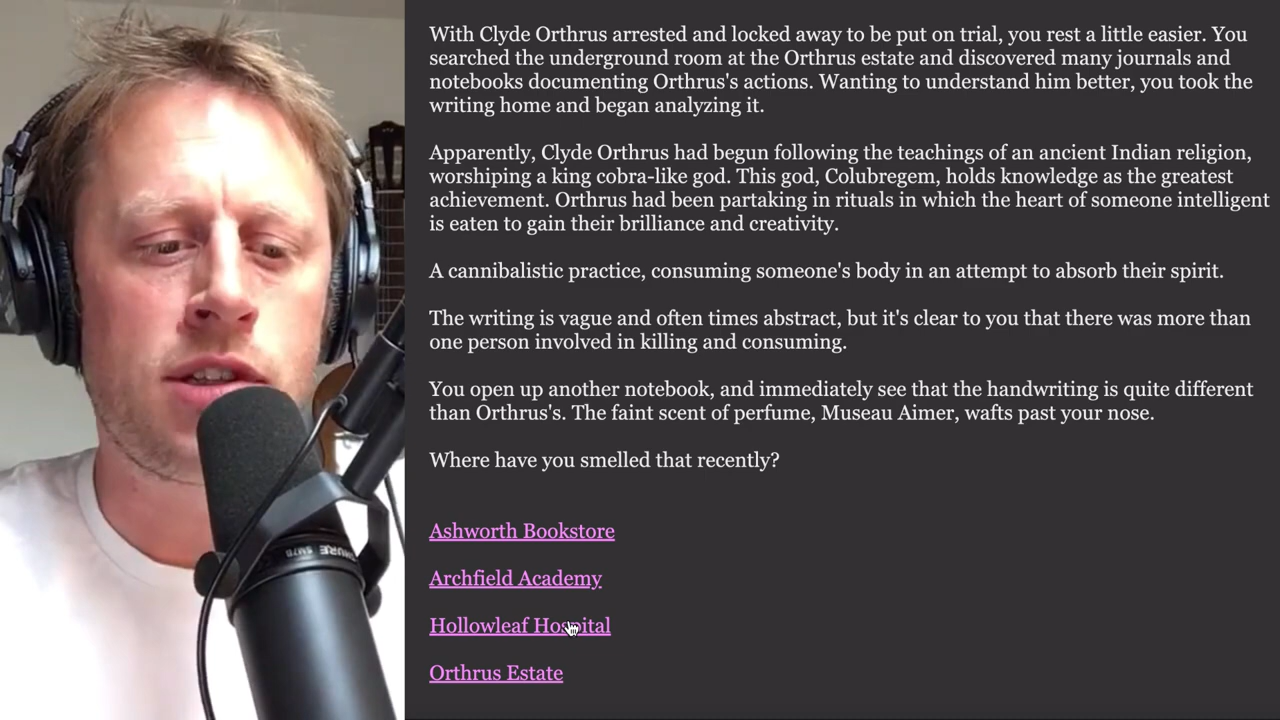 With Clyde Orthrus arrested and locked away to be put on trial, you rest a little easier. You
searched the underground room at the Orthrus estate and discovered many journals and
notebooks documenting Orthrus's actions. Wanting to understand him better, you took the
writing home and began analyzing it.
Apparently, Clyde Orthrus had begun following the teachings of an ancient Indian religion,
worshiping a king cobra-like god. This god, Colubregem, holds knowledge as the greatest
achievement. Orthrus had been partaking in rituals in which the heart of someone intelligent
is eaten to gain their brilliance and creativity.
A cannibalistic practice, consuming someone's body in an attempt to absorb their spirit.
The writing is vague and often times abstract, but it's clear to you that there was more than
one person involved in killing and consuming.
You open up another notebook, and immediately see that the handwriting is quite different
than Orthrus's. The faint scent of perfume, Museau Aimer, wafts past your nose.
Where have you smelled that recently?
Ashworth Bookstore
Archfield Academy
Hollowleaf Hospital
Orthrus Estate
SHURE SM7B